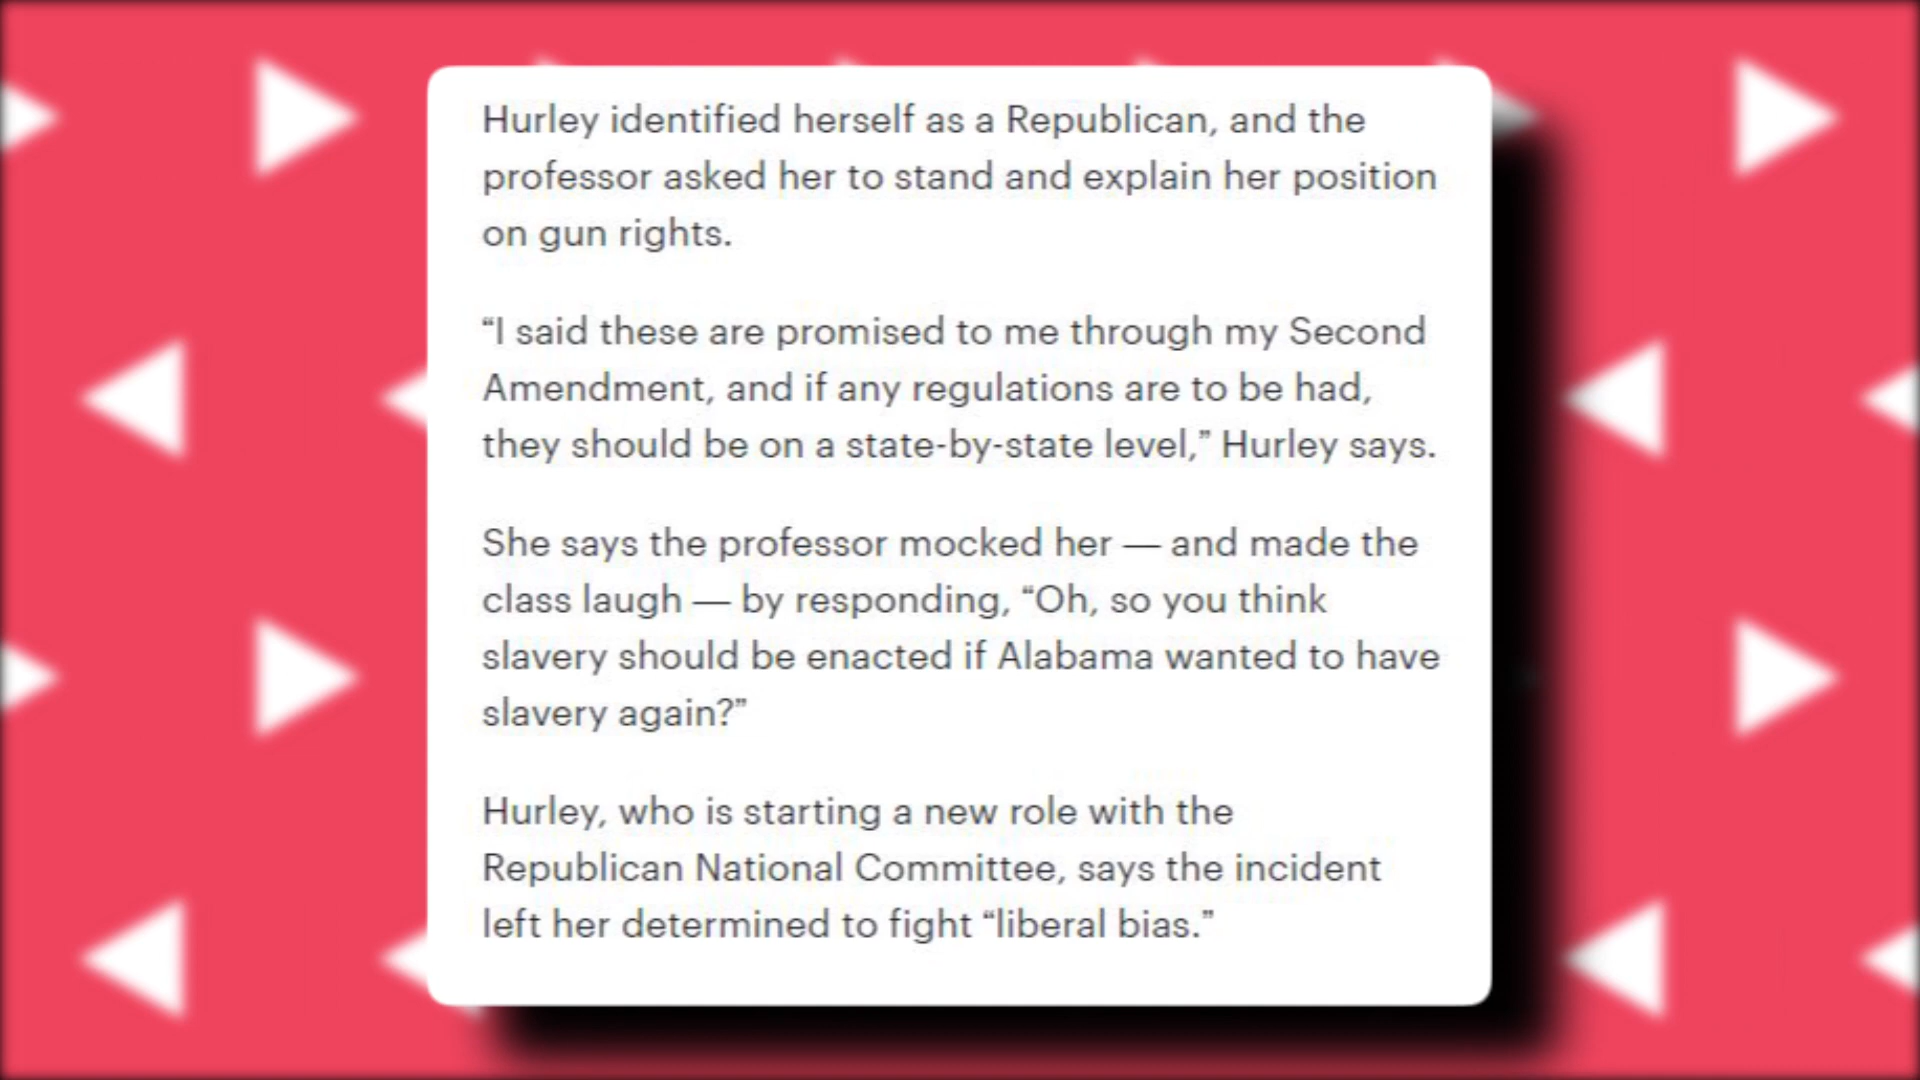 Hurley identified herself as a Republican, and the
professor asked her to stand and explain her position
on gun rights.
“I said these are promised to me through my Second
Amendment, and if any regulations are to be had,
they should be on a state-by-state level,” Hurley says.
She says the professor mocked her — and made the
class laugh — by responding, “Oh, so you think
slavery should be enacted if Alabama wanted to have
slavery again?”
Hurley, who is starting a new role with the
Republican National Committee, says the incident
left her determined to fight “liberal bias.”